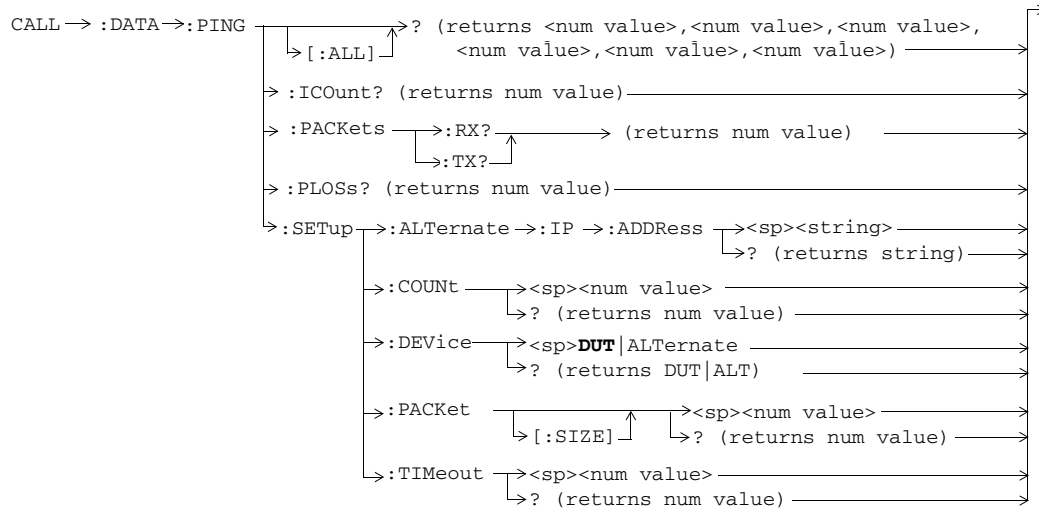 CALL :DATA :PING ? (returns <num value>,<num value>,<num value>,
[:ALL] <num value>,<num value>,<num value>)
:ICOunt? (returns num value)
:PACKets :RX? (returns num value)
:TX?
:PLOSs? (returns num value)
:SETup :ALTernate :IP :ADDRess <sp><string>
? (returns string)
:COUNt <sp><num value>
? (returns num value)
:DEVice <sp>DUT|ALTernate
? (returns DUT|ALT)
:PACKet <sp><num value>
[:SIZE] ? (returns num value)
:TIMeout <sp><num value>
? (returns num value)